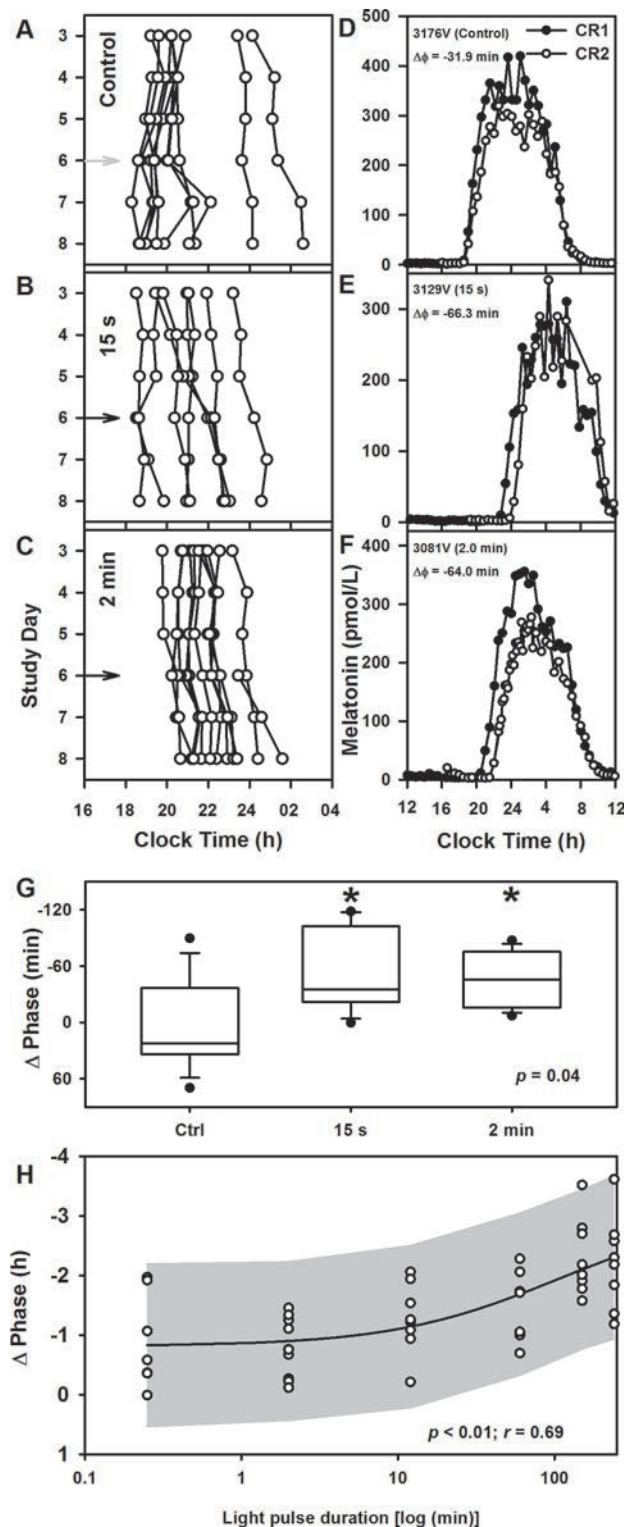 A
Control
3
4
5
6
7
8
B
15 s
3
4
5
6
7
8
C
2 min
Study Day
3
4
5
6
7
8
16 18 20 22 24 02 04
Clock Time (h)
D
3176V (Control)
Δϕ = -31.9 min
CR1
CR2
500
400
300
200
100
0
E
3129V (15 s)
Δϕ = -66.3 min
300
200
100
0
F
3081V (2.0 min)
Δϕ = -64.0 min
Melatonin (pmol/L)
400
300
200
100
0
12 16 20 24 4 8 12
Clock Time (h)
G
Δ Phase (min)
-120
-60
0
60
* *
p = 0.04
Ctrl 15 s 2 min
H
Δ Phase (h)
-4
-3
-2
-1
0
1
p < 0.01; r = 0.69
0.1 1 10 100
Light pulse duration [log (min)]